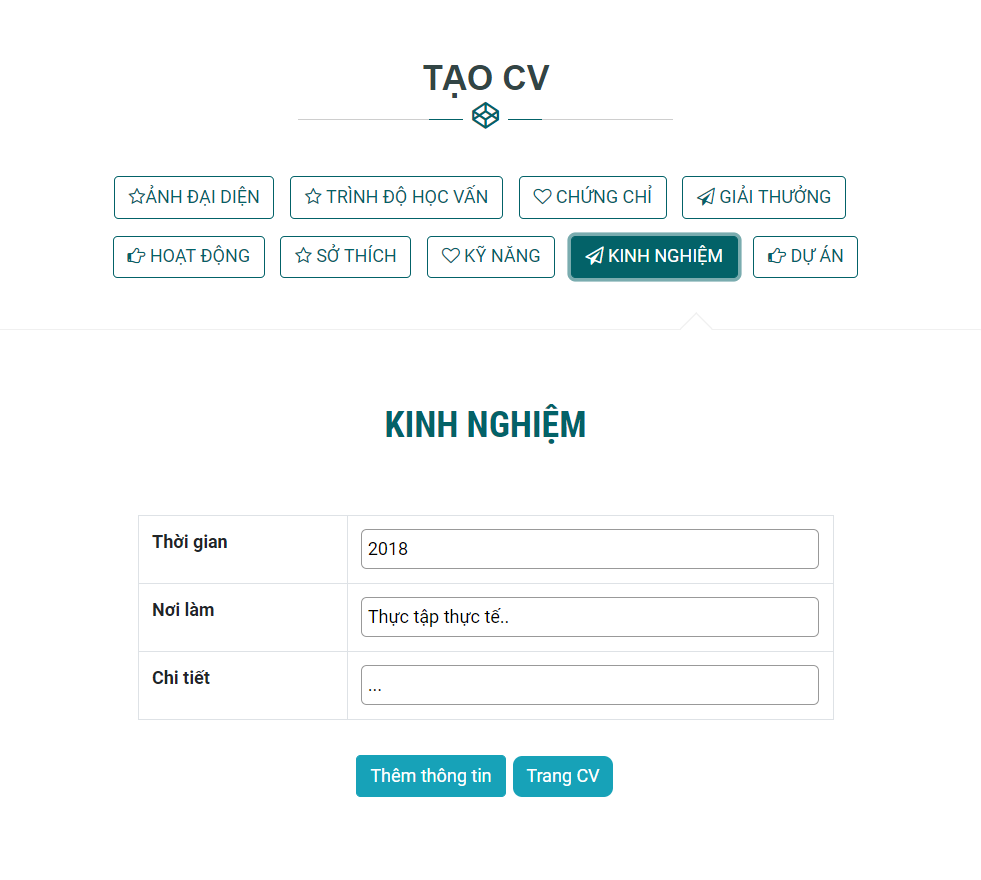 TẠO CV
ẢNH ĐẠI DIỆN TRÌNH ĐỘ HỌC VẤN CHỨNG CHỈ GIẢI THƯỞNG
HOẠT ĐỘNG SỞ THÍCH KỸ NĂNG KINH NGHIỆM DỰ ÁN
KINH NGHIỆM
Thời gian 2018
Nơi làm Thực tập thực tế..
Chi tiết ...
Thêm thông tin Trang CV